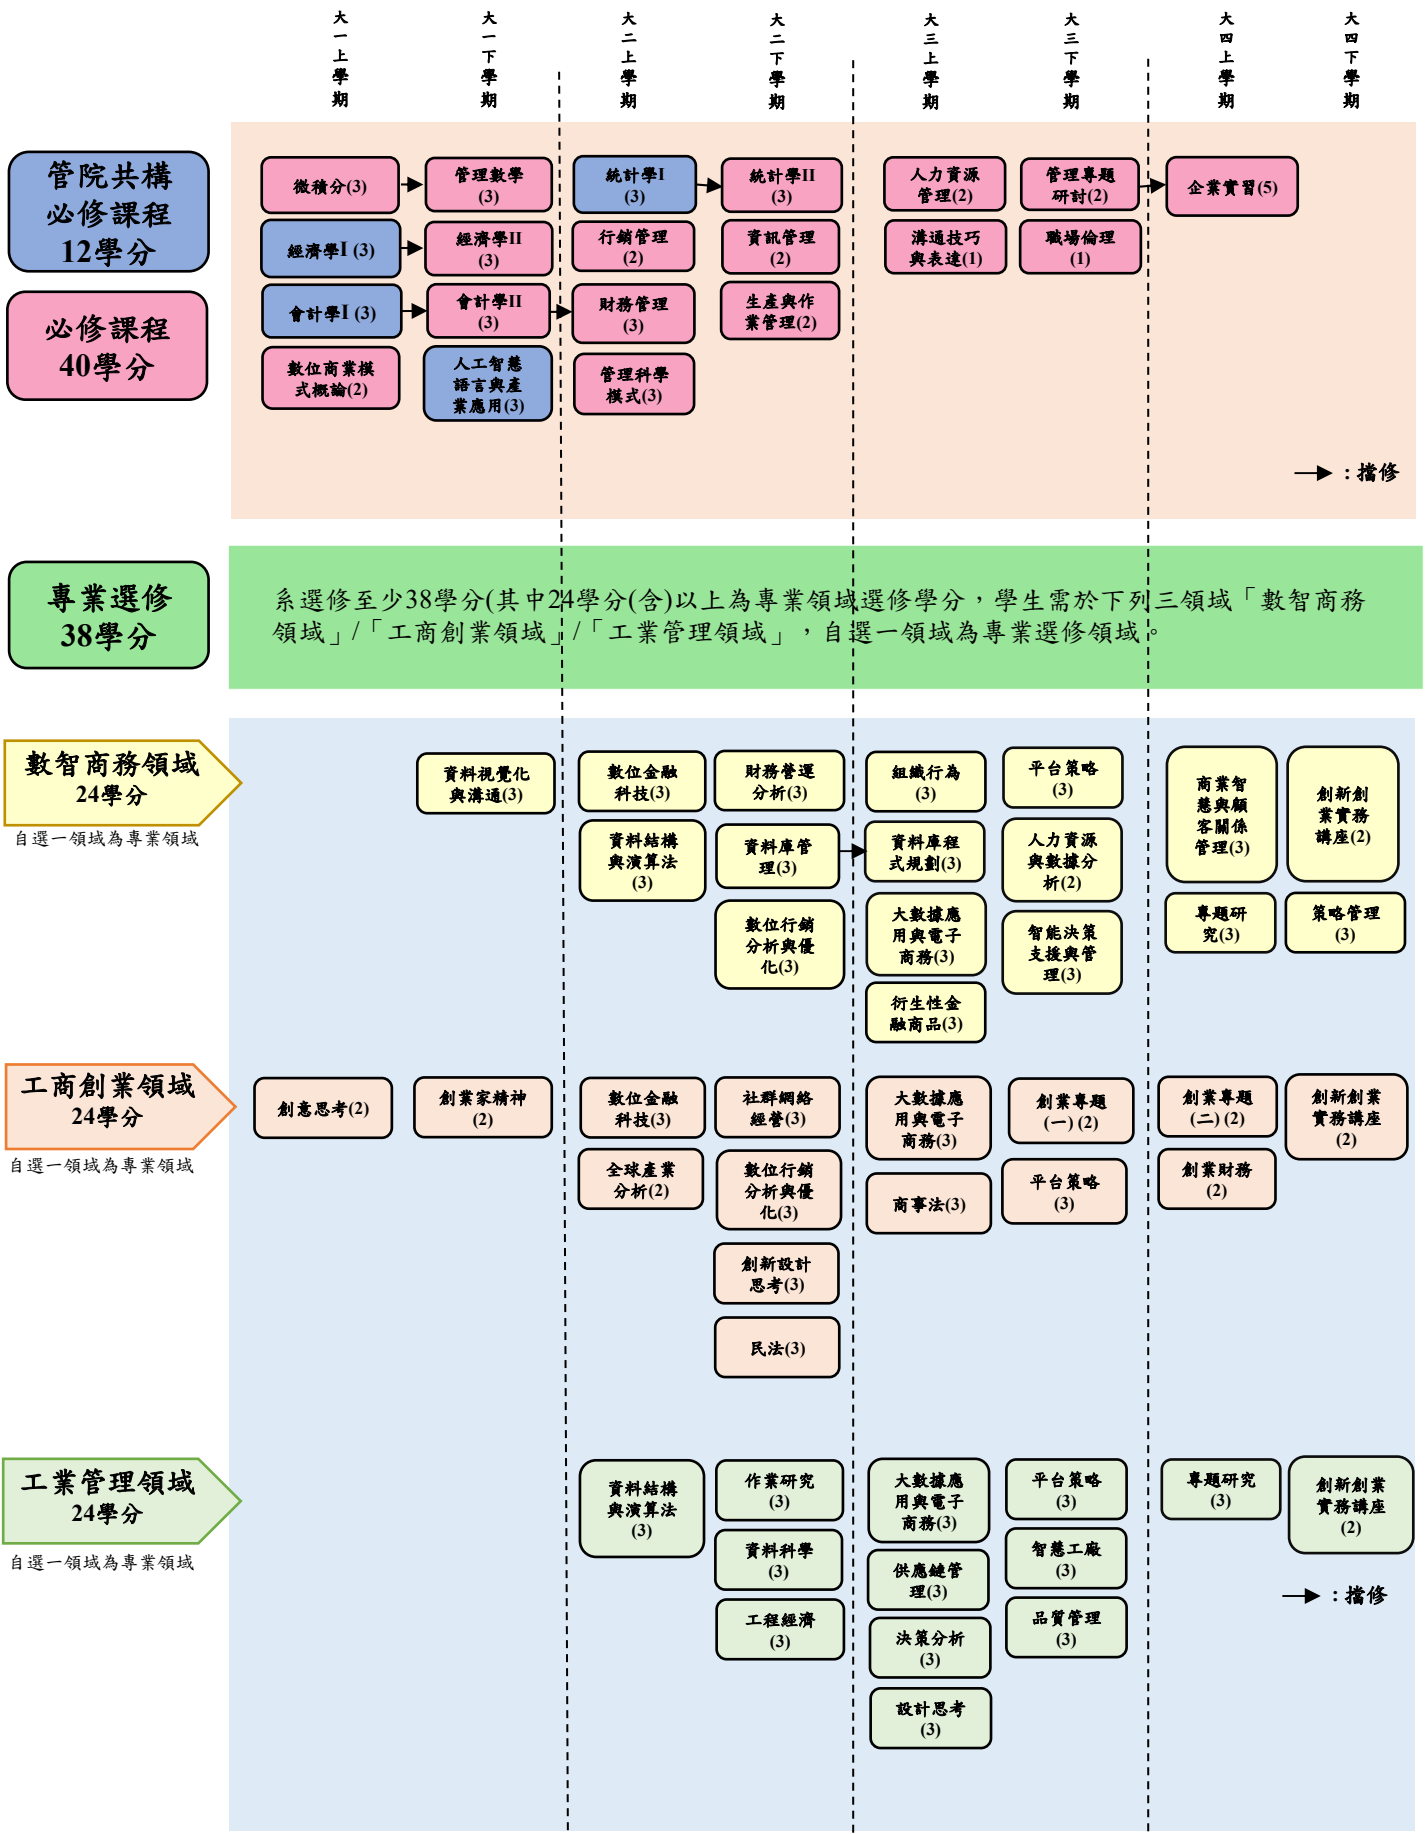 大一上學期
大一下學期
大二上學期
大二下學期
大三上學期
大三下學期
大四上學期
大四下學期
管院共構
必修課程
12學分
必修課程
40學分
微積分(3)
管理數學
(3)
統計學I
(3)
統計學II
(3)
人力資源
管理(2)
管理專題
研討(2)
企業實習(5)
經濟學I (3)
經濟學II
(3)
行銷管理
(2)
資訊管理
(2)
溝通技巧
與表達(1)
職場倫理
(1)
會計學I (3)
會計學II
(3)
財務管理
(3)
生產與作
業管理(2)
數位商業模
式概論(2)
人工智慧
語言與產
業應用(3)
管理科學
模式(3)
：擋修
專業選修
38學分
系選修至少38學分(其中24學分(含)以上為專業領域選修學分，學生需於下列三領域「數智商務
領域」/「工商創業領域」/「工業管理領域」，自選一領域為專業選修領域。
數智商務領域
24學分
自選一領域為專業領域
資料視覺化
與溝通(3)
數位金融
科技(3)
財務營運
分析(3)
組織行為
(3)
平台策略
(3)
商業智
慧與顧
客關係
管理(3)
創新創
業實務
講座(2)
資料結構
與演算法
(3)
資料庫管
理(3)
資料庫程
式規劃(3)
人力資源
與數據分
析(2)
數位行銷
分析與優
化(3)
大數據應
用與電子
商務(3)
智能決策
支援與管
理(3)
專題研
究(3)
策略管理
(3)
衍生性金
融商品(3)
工商創業領域
24學分
自選一領域為專業領域
創意思考(2)
創業家精神
(2)
數位金融
科技(3)
社群網絡
經營(3)
大數據應
用與電子
商務(3)
創業專題
(一) (2)
創業專題
(二) (2)
創新創業
實務講座
(2)
全球產業
分析(2)
數位行銷
分析與優
化(3)
商事法(3)
平台策略
(3)
創業財務
(2)
創新設計
思考(3)
民法(3)
工業管理領域
24學分
自選一領域為專業領域
資料結構
與演算法
(3)
作業研究
(3)
大數據應
用與電子
商務(3)
平台策略
(3)
專題研究
(3)
創新創業
實務講座
(2)
資料科學
(3)
供應鏈管
理(3)
智慧工廠
(3)
工程經濟
(3)
決策分析
(3)
品質管理
(3)
設計思考
(3)
：擋修